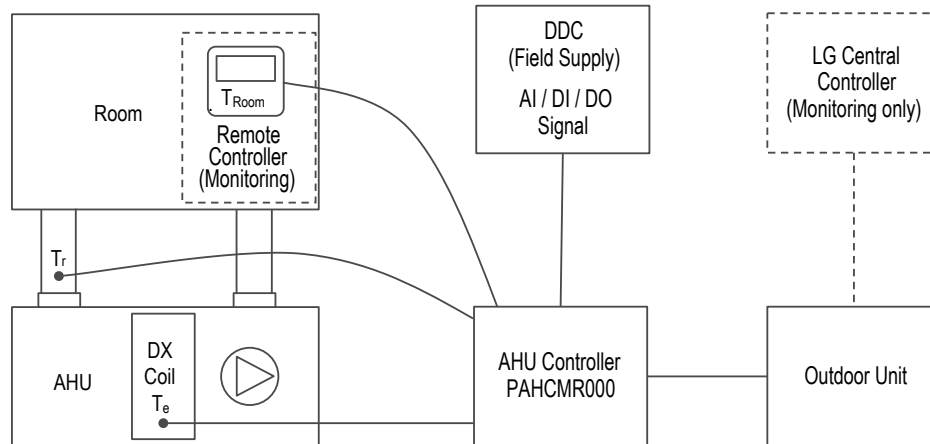 Room
T Room
Remote
Controller
(Monitoring)
DDC
(Field Supply)
AI / DI / DO
Signal
LG Central
Controller
(Monitoring only)
Tr
AHU
DX
Coil
Te
AHU Controller
PAHCMR000
Outdoor Unit